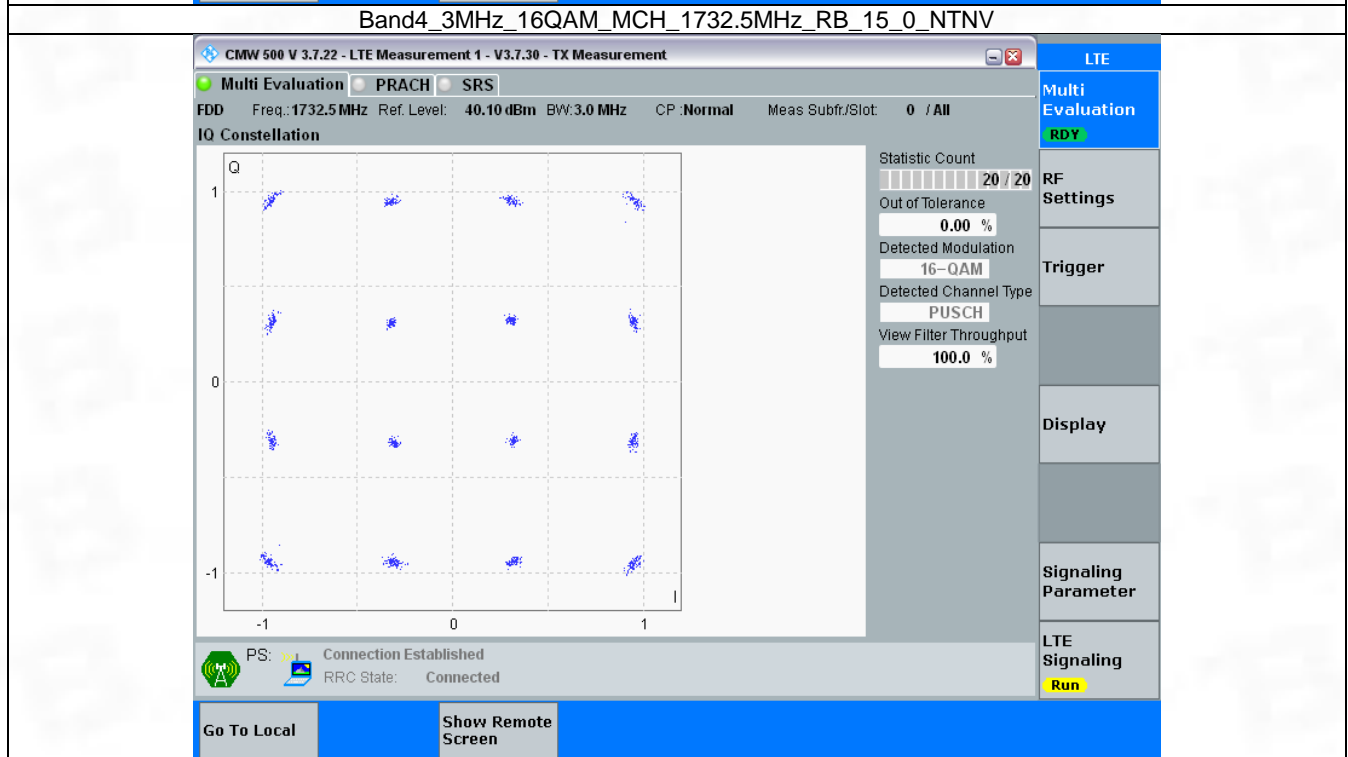 Band4_3MHz_16QAM_MCH_1732.5MHz_RB_15_0_NTNV
CMW 500 V 3.7.22 - LTE Measurement 1 - V3.7.30 - TX Measurement
LTE
Multi Evaluation PRACH SRS
FDD Freq.:1732.5 MHz Ref. Level: 40.10 dBm BW:3.0 MHz CP :Normal Meas Subfr./Slot: 0 / All
IQ Constellation
Q
1
0
-1
I
-1 0 1
Statistic Count
20 / 20
Out of Tolerance
0.00 %
Detected Modulation
16-QAM
Detected Channel Type
PUSCH
View Filter Throughput
100.0 %
Multi
Evaluation
RDY
RF
Settings
Trigger
Display
Signaling
Parameter
LTE
Signaling
Run
PS: Connection Established
RRC State: Connected
Go To Local
Show Remote
Screen